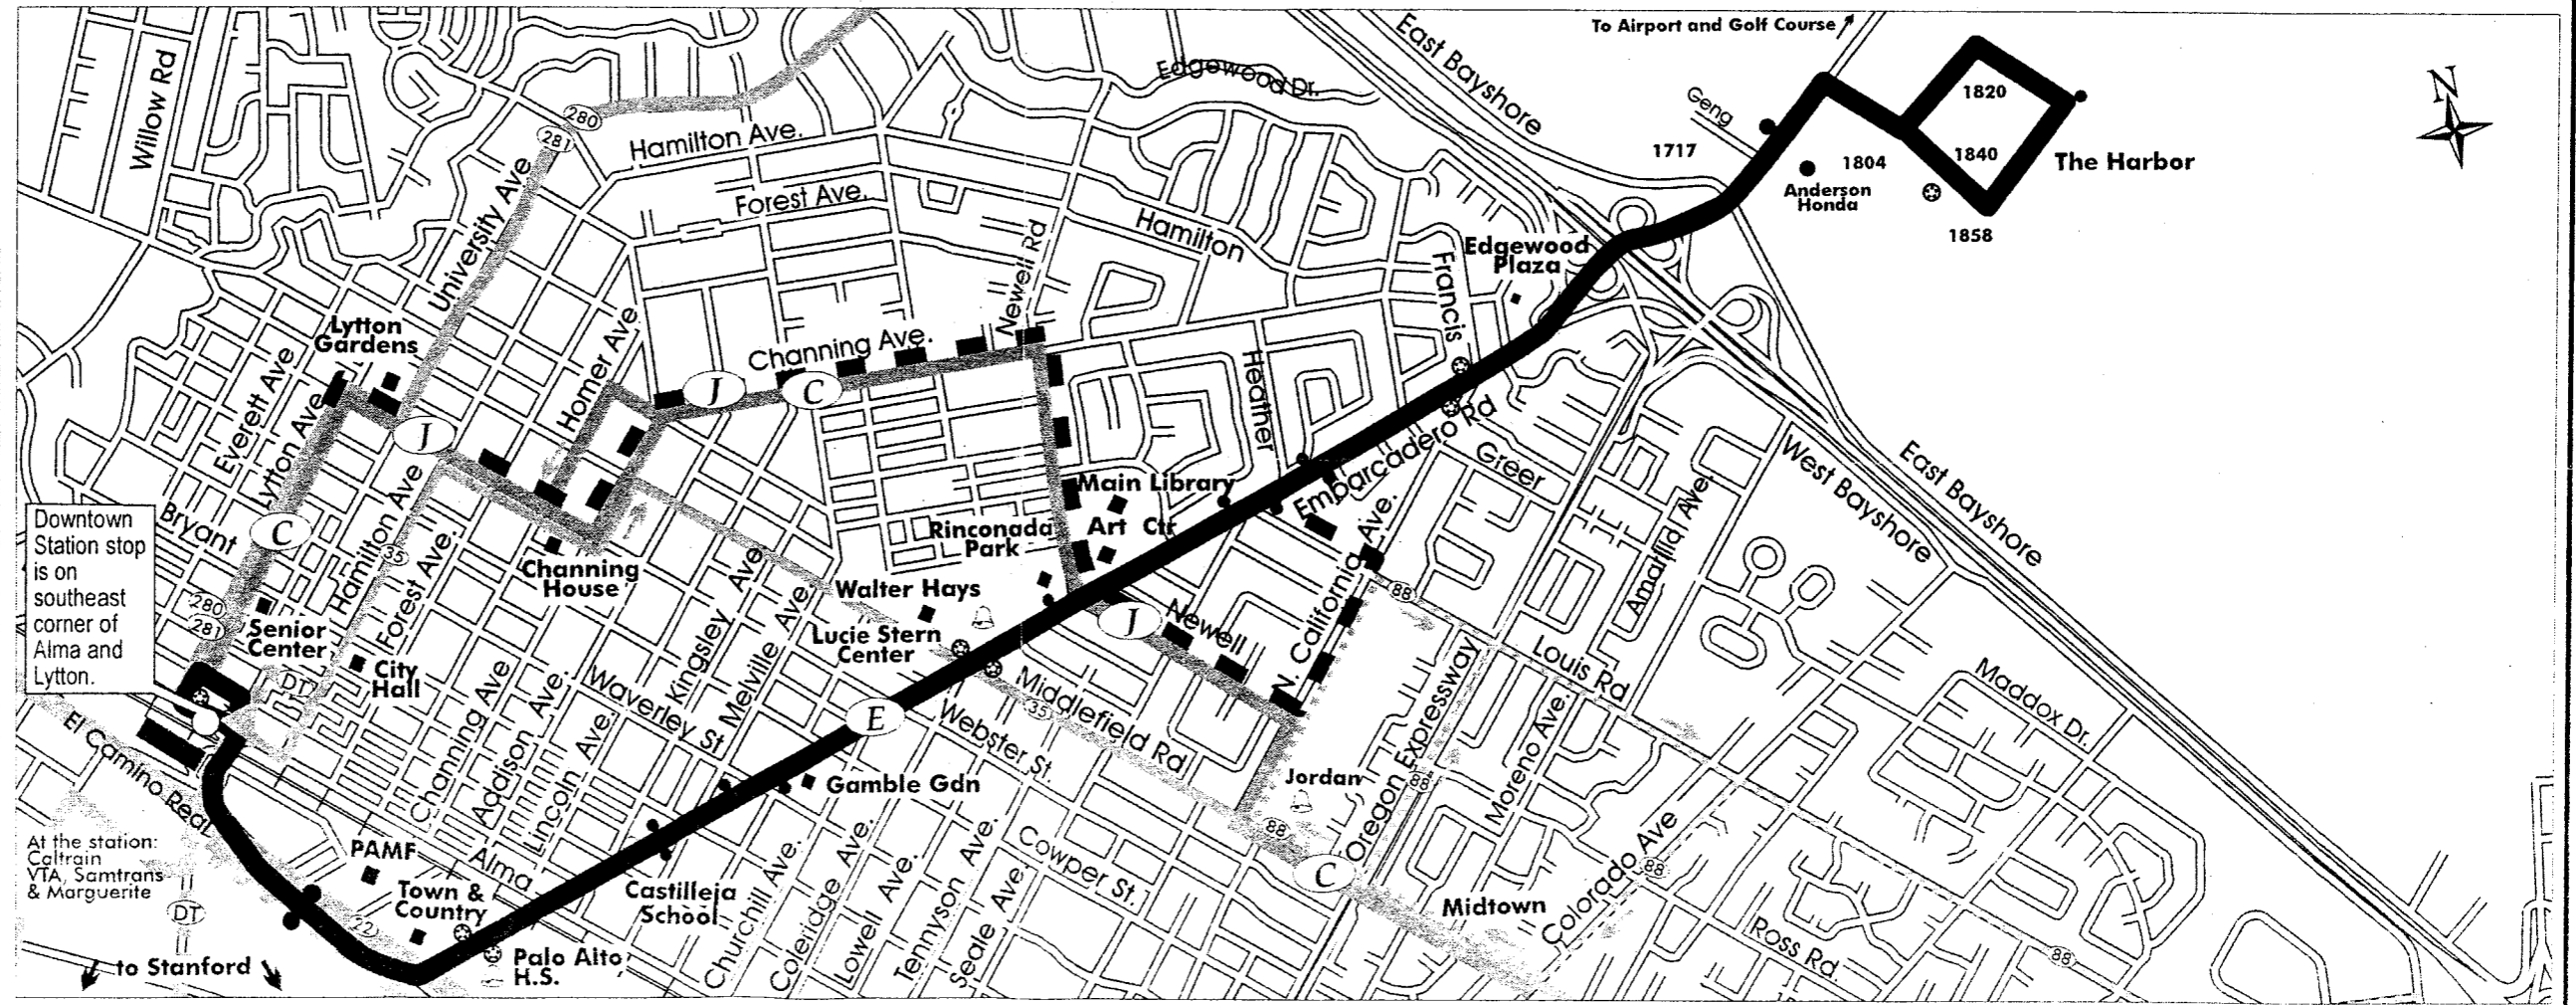 To Airport and Golf Course
East Bayshore
Willow Rd
Edgewood Dr.
N
Geng
1820
280
281
Hamilton Ave.
1717
1804
1840
The Harbor
Anderson
Honda
Forest Ave.
University Ave
Hamilton
1858
Newell Rd
Edgewood
Plaza
Francis
Lytton
Gardens
Homer Ave
Channing Ave.
Everett Ave
Lytton Ave
J
C
Heather
J
Embarcadero Rd
Greer
West Bayshore
East Bayshore
Main Library
Hamilton Ave
Bryant
C
Downtown
Station stop
is on
southeast
corner of
Alma and
Lytton.
Rinconada
Park
Art Ctr
N. California Ave.
Amarillo Ave.
35
Forest Ave.
Channing
House
Kingsley Ave
Melville Ave.
Walter Hays
88
280
281
Senior
Center
Lucie Stern
Center
J
Newell
Louis Rd
City
Hall
DT
Channing Ave
Addison Ave.
Lincoln Ave.
Waverley St
Middlefield Rd
35
Maddox Dr.
E
Webster St.
El Camino Real
Gamble Gdn
Jordan
Oregon Expressway
88
Moreno Ave.
88
At the station:
Caltrain
VTA, Samtrans
& Marguerite
PAMF
Alma
Town &
Country
Castilleja
School
Churchill Ave.
Coleridge Ave.
Lowell Ave.
Tennyson Ave.
Seale Ave.
Cowper St.
C
Midtown
Colorado Ave
88
DT
22
Ross Rd
88
to Stanford
Palo Alto
H.S.